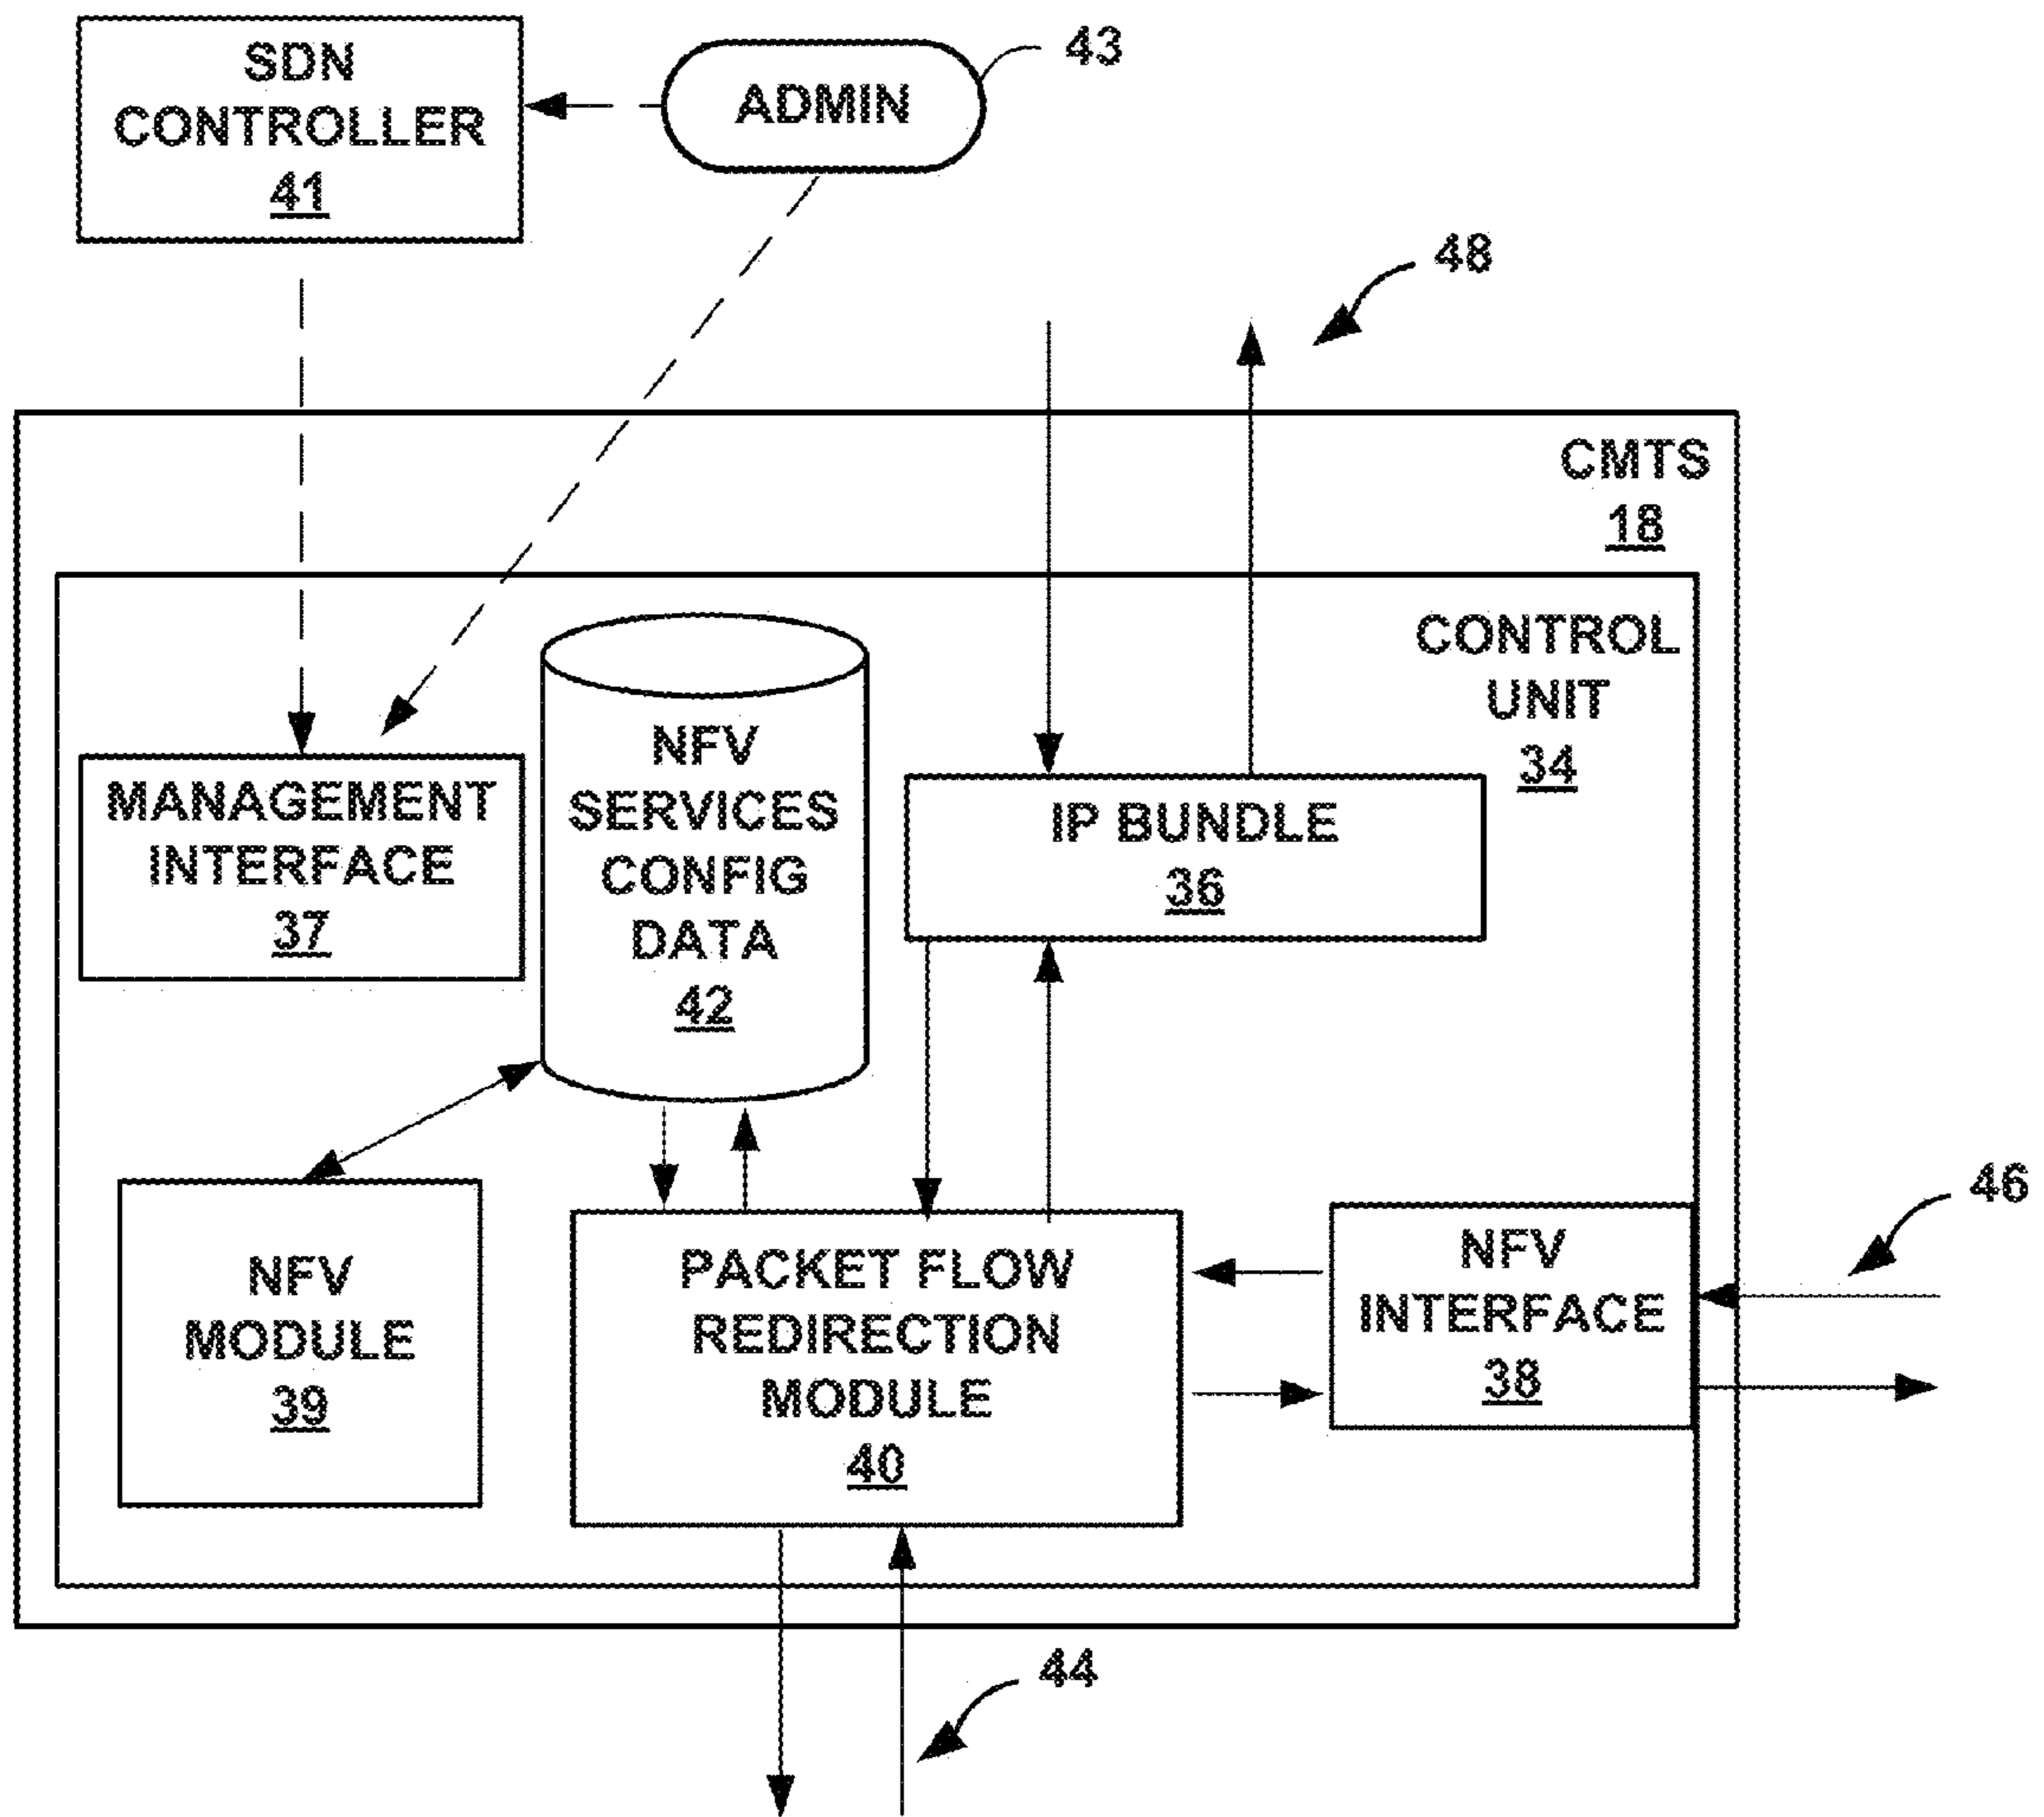 SDN
CONTROLLER
41
ADMIN
43
48
CMTS
18
CONTROL
UNIT
34
MANAGEMENT
INTERFACE
37
NFV
SERVICES
CONFIG
DATA
42
IP BUNDLE
36
NFV
MODULE
39
PACKET FLOW
REDIRECTION
MODULE
40
NFV
INTERFACE
38
46
44